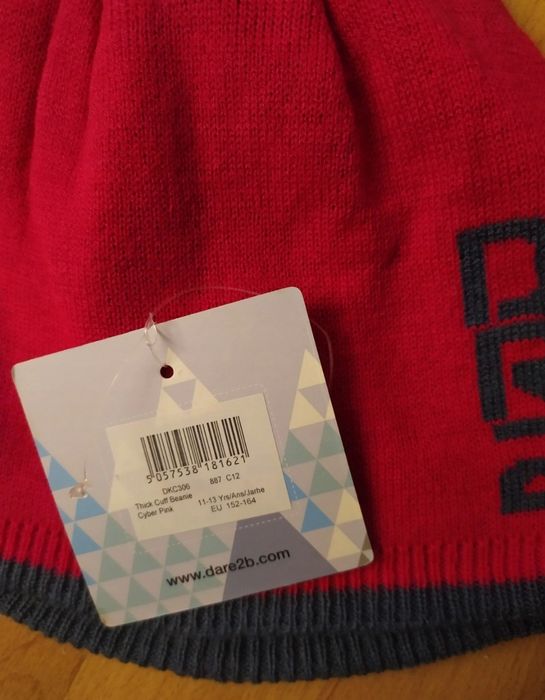 5 057538 181621
DKC306 887 C12
Thick Cuff Beanie
Cyber Pink
11-13 Yrs/Ans/Jarhe
EU 152-164
www.dare2b.com